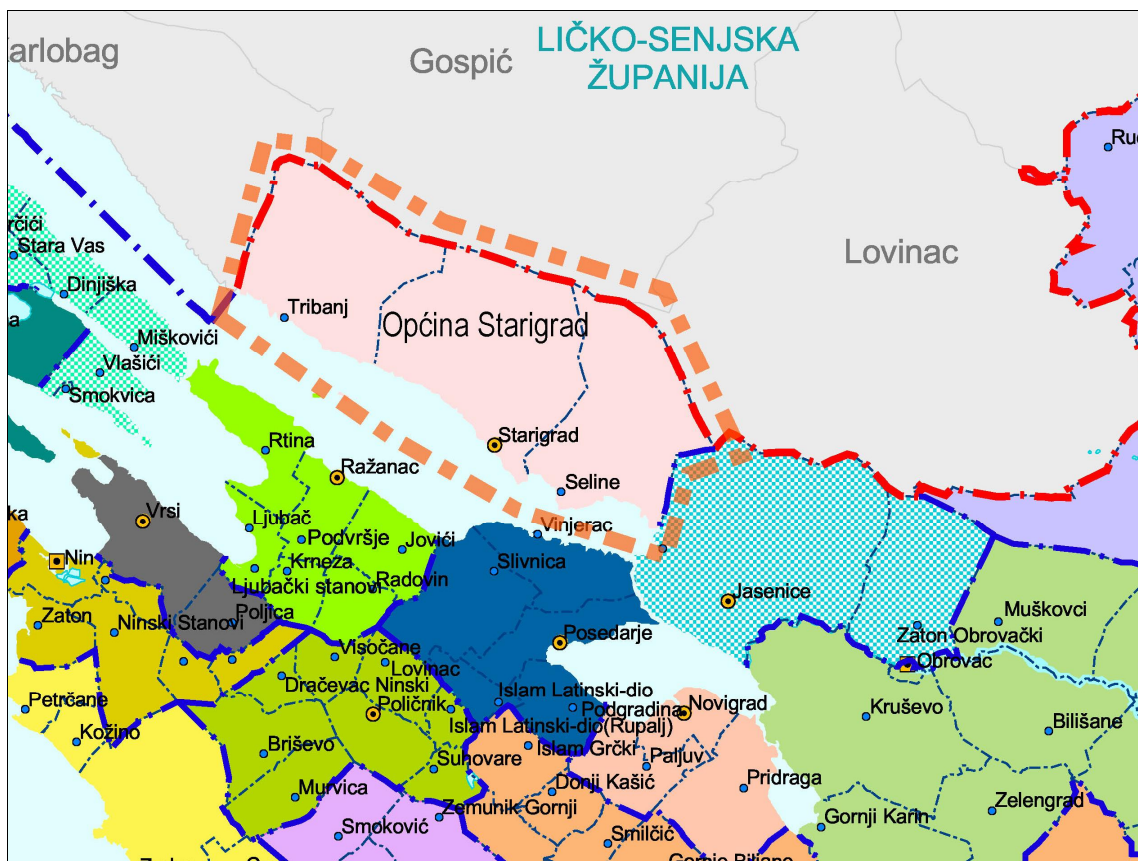 arlobag
Gospić
LIČKO-SENJSKA
ŽUPANIJA
Lovinac
rčići
Stara Vas
Dinjiška
Miškovići
Vlašići
Smokvica
Tribanj
Općina Starigrad
Starigrad
Seline
Rtina
Ražanac
Vrsi
Ljubač
Podvršje
Jovići
Krneza
Ljubački stanovi
Radovin
Vinjerac
Slivnica
ka
Nin
Zaton
Ninski Stanovi
Poljica
Jasenice
Posedarje
Muškovci
Zaton Obrovački
Obrovac
Visočane
Lovinac
Dračevac Ninski
Poličnik
Petrčane
Kožino
Islam Latinski-dio
Podgradina
Novigrad
Islam Latinski-dio(Rupalj)
Islam Grčki
Kruševo
Bilišane
Briševo
Suhovare
Paljuv
Donji Kašić
Pridraga
Murvica
Zemunik Gornji
Smoković
Smilčić
Gornji Karin
Zelengrad
Gornje Biljane